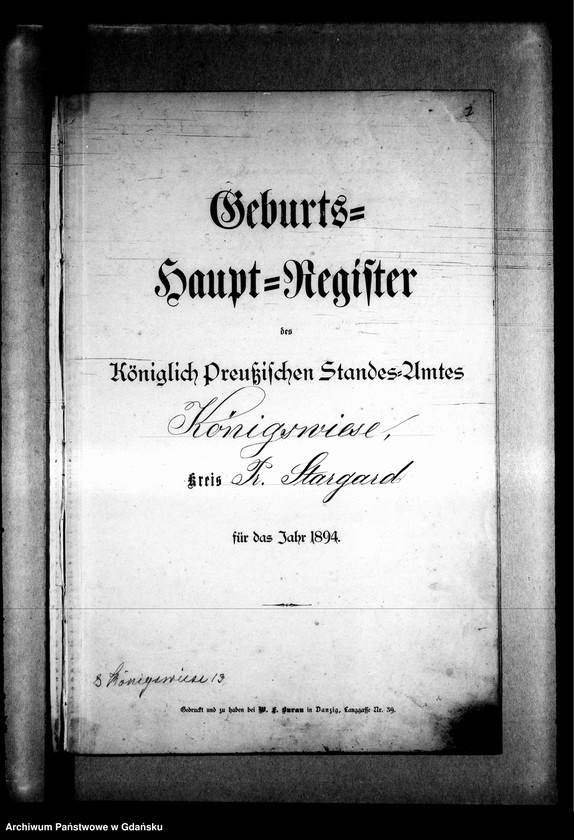 2
Geburts=
Haupt=Register
des
Königlich Preußischen Standes=Amtes
Königswiese,
Kreis Pr. Stargard
für das Jahr 1894.
S Königswiese 13
Gedruckt und zu haben bei W. F. Burau in Danzig, Langgasse Nr. 39.
Archiwum Państwowe w Gdańsku